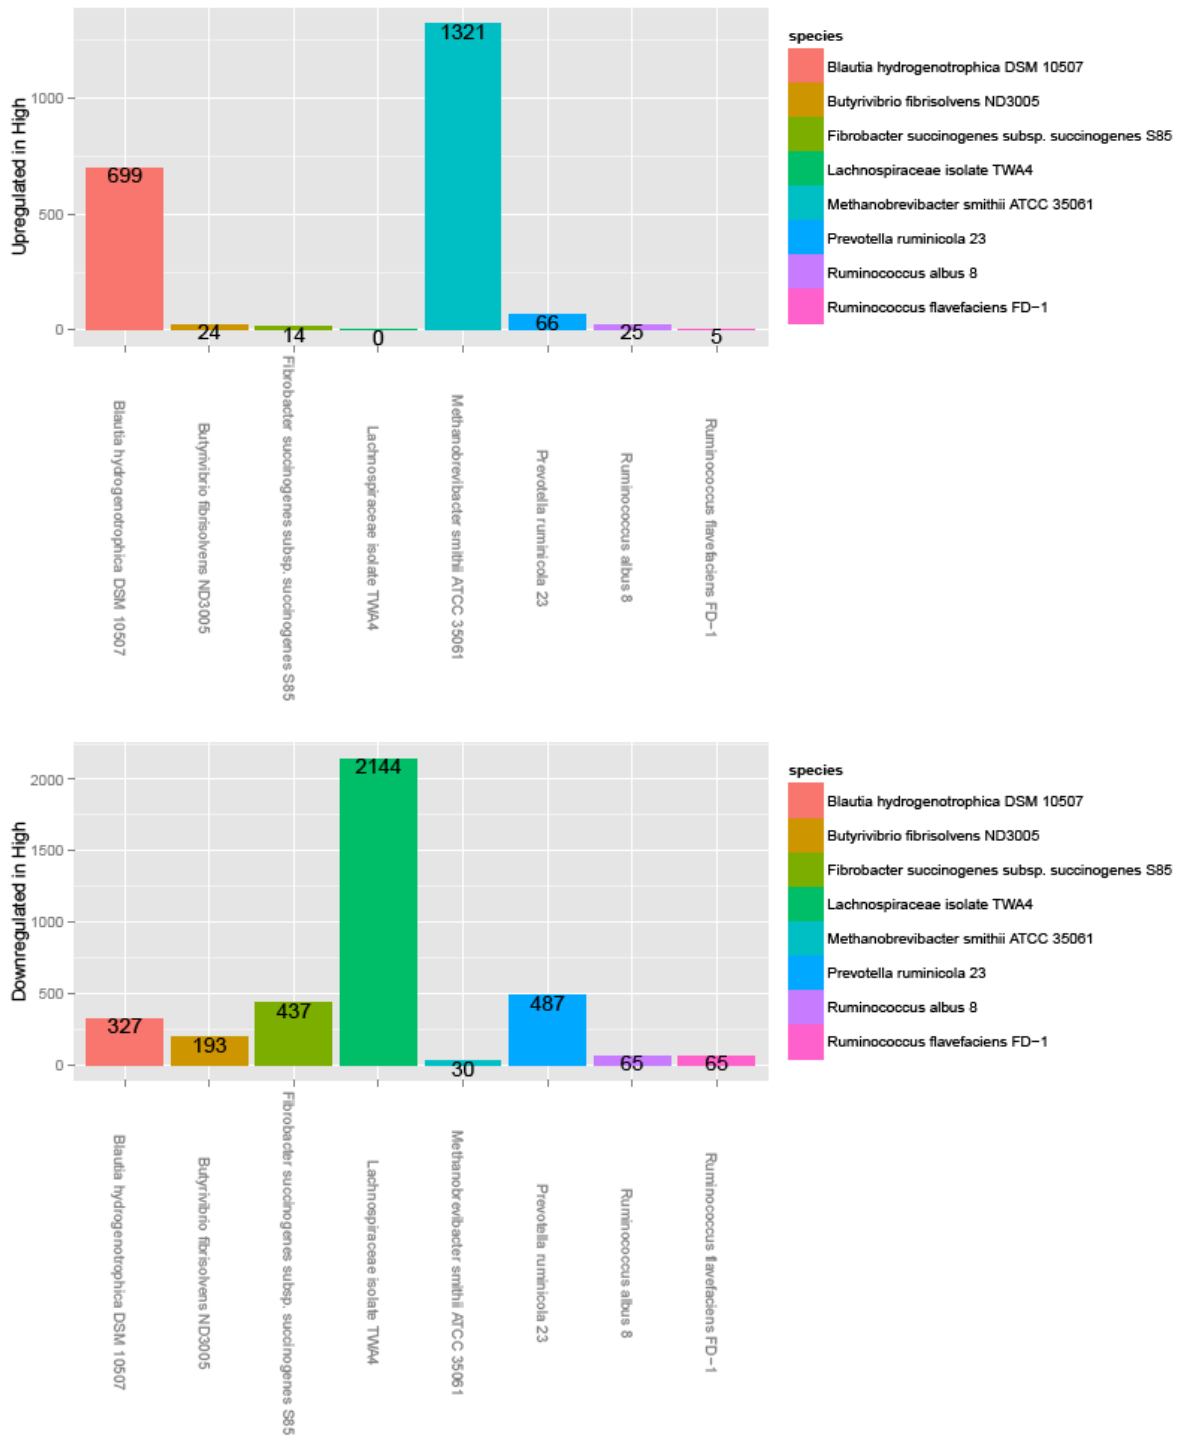 1321
699
24
14
0
66
25
5
1000
500
0
Upregulated in High
Blautia hydrogenotrophica DSM 10507
Butyrivibrio fibrisolvens ND3005
Fibrobacter succinogenes subsp. succinogenes S85
Lachnospiraceae isolate TWA4
Methanobrevibacter smithii ATCC 35061
Prevotella ruminicola 23
Ruminococcus albus 8
Ruminococcus flavefaciens FD-1
species
Blautia hydrogenotrophica DSM 10507
Butyrivibrio fibrisolvens ND3005
Fibrobacter succinogenes subsp. succinogenes S85
Lachnospiraceae isolate TWA4
Methanobrevibacter smithii ATCC 35061
Prevotella ruminicola 23
Ruminococcus albus 8
Ruminococcus flavefaciens FD-1
2144
327
193
437
30
487
65
65
2000
1500
1000
500
0
Downregulated in High
Blautia hydrogenotrophica DSM 10507
Butyrivibrio fibrisolvens ND3005
Fibrobacter succinogenes subsp. succinogenes S85
Lachnospiraceae isolate TWA4
Methanobrevibacter smithii ATCC 35061
Prevotella ruminicola 23
Ruminococcus albus 8
Ruminococcus flavefaciens FD-1
species
Blautia hydrogenotrophica DSM 10507
Butyrivibrio fibrisolvens ND3005
Fibrobacter succinogenes subsp. succinogenes S85
Lachnospiraceae isolate TWA4
Methanobrevibacter smithii ATCC 35061
Prevotella ruminicola 23
Ruminococcus albus 8
Ruminococcus flavefaciens FD-1